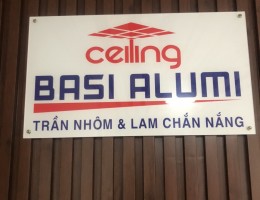 ceiling
BASI ALUMI
TRẦN NHÔM & LAM CHẮN NẮNG